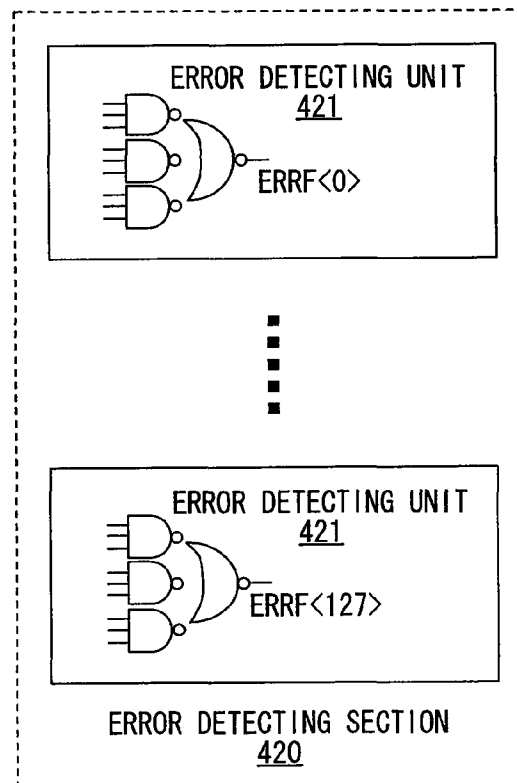 ERROR DETECTING UNIT
421
ERRF<0>
ERROR DETECTING UNIT
421
ERRF<127>
ERROR DETECTING SECTION
420